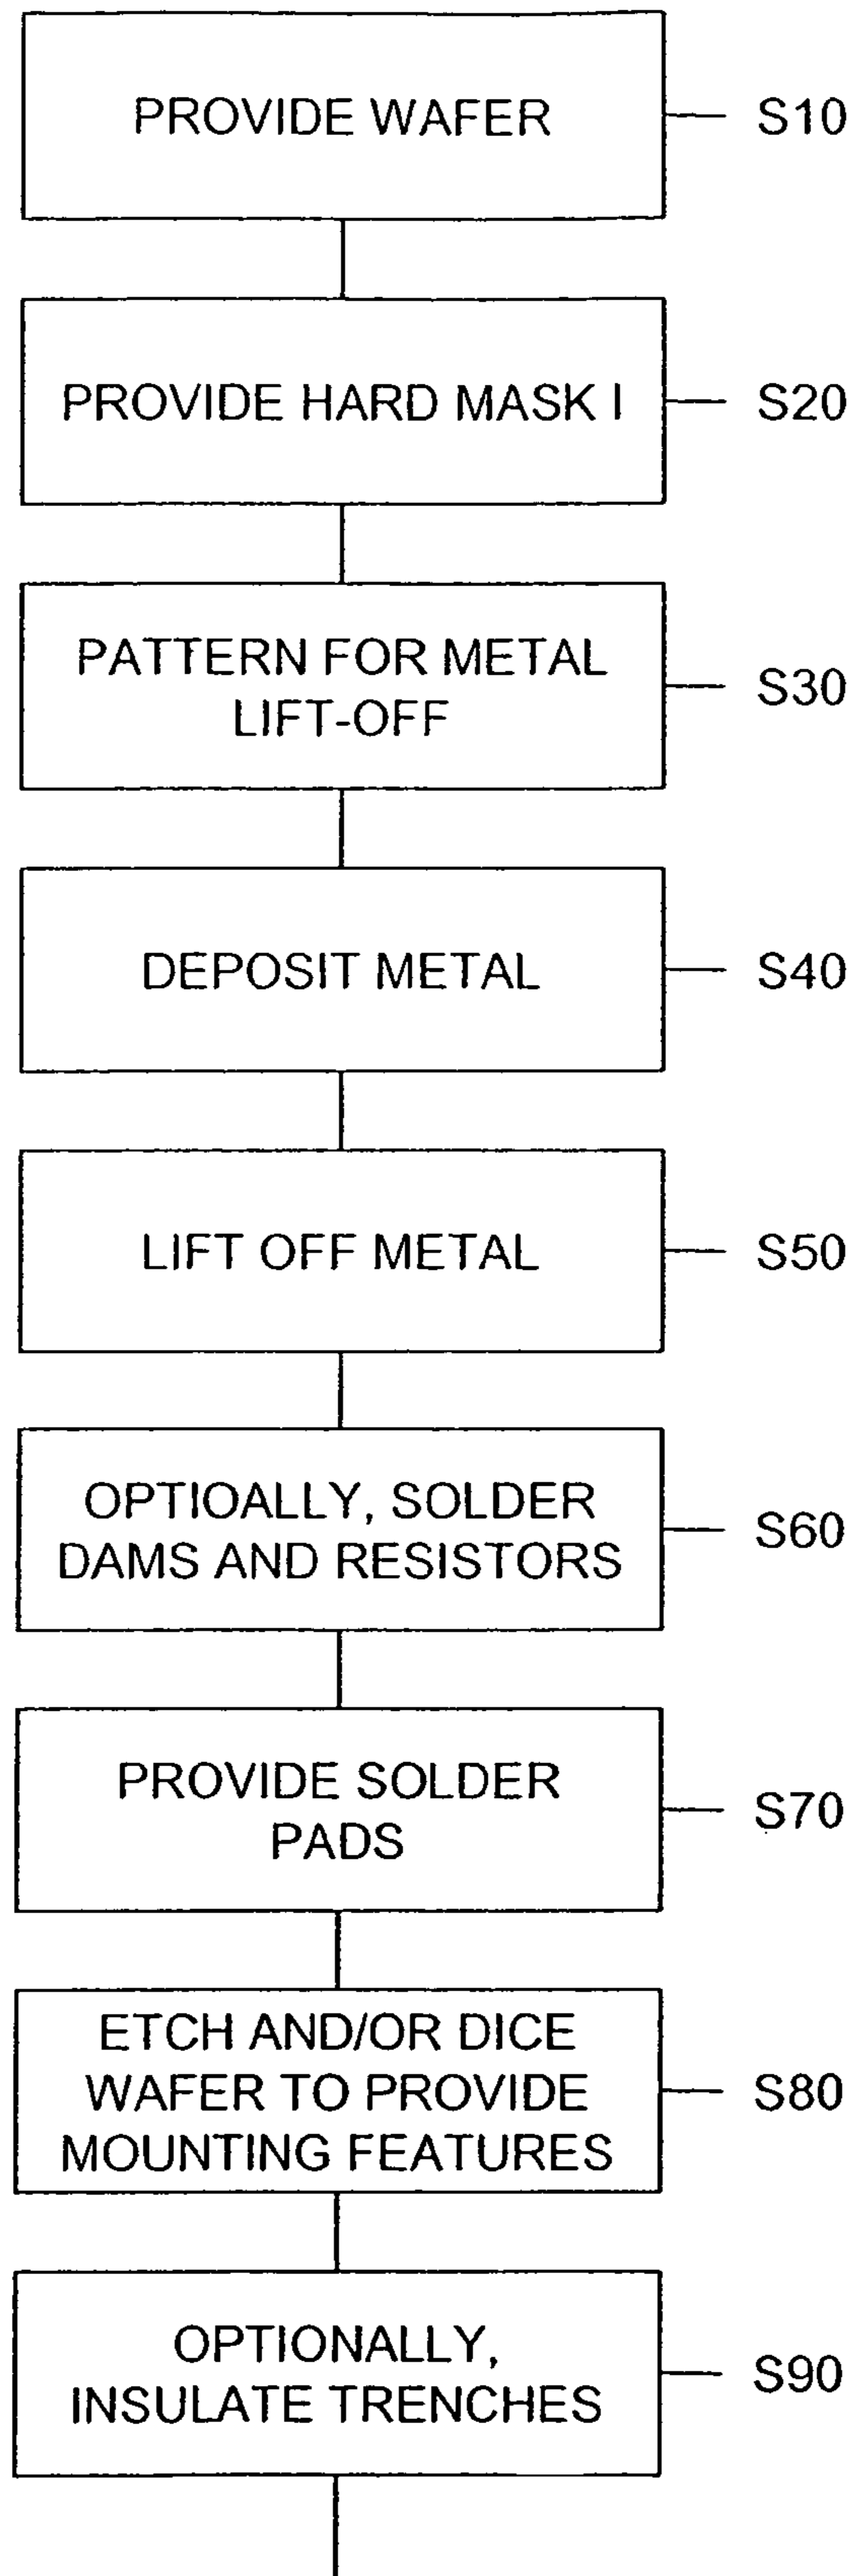 PROVIDE WAFER
S10
PROVIDE HARD MASK I
S20
PATTERN FOR METAL
LIFT-OFF
S30
DEPOSIT METAL
S40
LIFT OFF METAL
S50
OPTIOALLY, SOLDER
DAMS AND RESISTORS
S60
PROVIDE SOLDER
PADS
S70
ETCH AND/OR DICE
WAFER TO PROVIDE
MOUNTING FEATURES
S80
OPTIONALLY,
INSULATE TRENCHES
S90